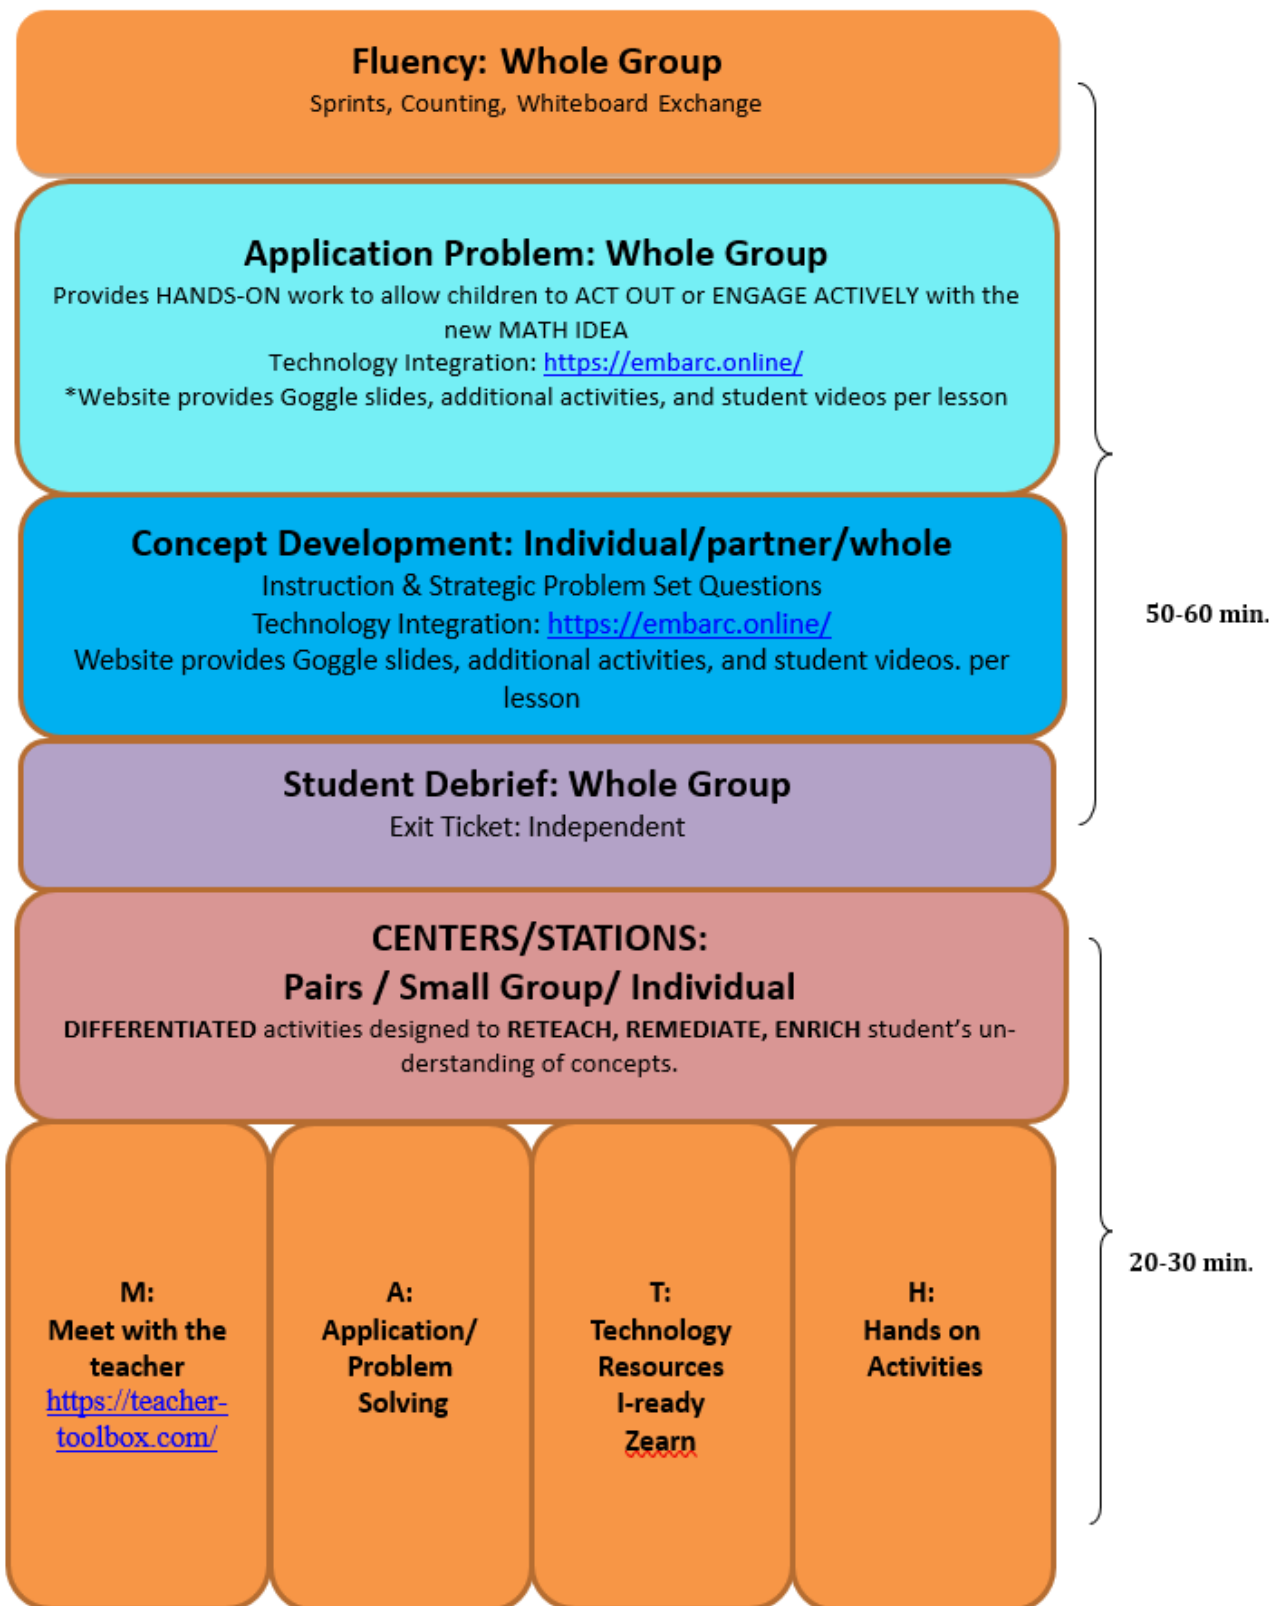 Fluency: Whole Group
Sprints, Counting, Whiteboard Exchange
Application Problem: Whole Group
Provides HANDS-ON work to allow children to ACT OUT or ENGAGE ACTIVELY with the
new MATH IDEA
Technology Integration: https://embarc.online/
*Website provides Goggle slides, additional activities, and student videos per lesson
Concept Development: Individual/partner/whole
Instruction & Strategic Problem Set Questions
Technology Integration: https://embarc.online/
Website provides Goggle slides, additional activities, and student videos. per
lesson
Student Debrief: Whole Group
Exit Ticket: Independent
50-60 min.
CENTERS/STATIONS:
Pairs / Small Group/ Individual
DIFFERENTIATED activities designed to RETEACH, REMEDIATE, ENRICH student’s un-
derstanding of concepts.
M:
Meet with the
teacher
https://teacher-
toolbox.com/
A:
Application/
Problem
Solving
T:
Technology
Resources
I-ready
Zearn
H:
Hands on
Activities
20-30 min.